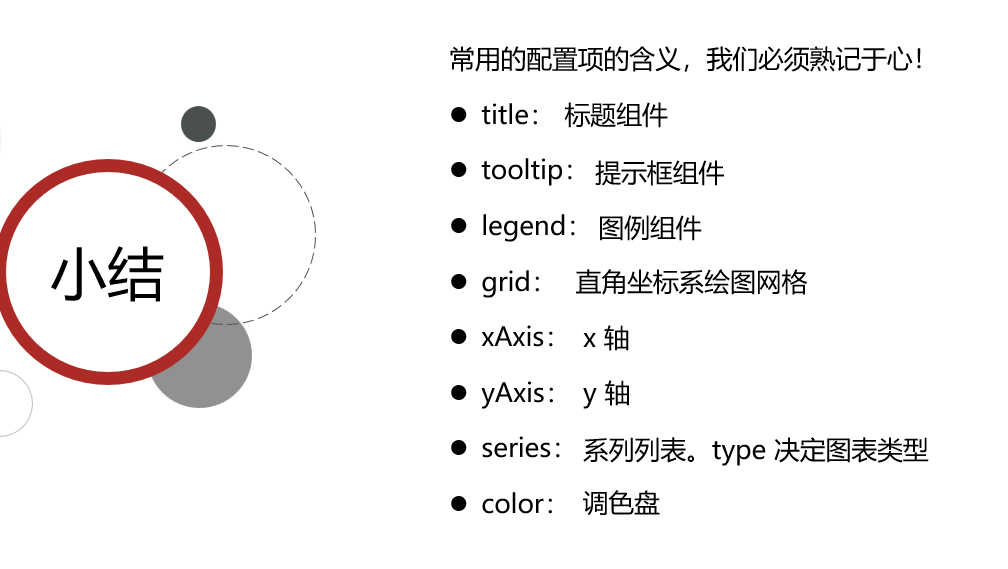 小结
常用的配置项的含义，我们必须熟记于心！
● title： 标题组件
● tooltip： 提示框组件
● legend： 图例组件
● grid： 直角坐标系绘图网格
● xAxis： x 轴
● yAxis： y 轴
● series： 系列列表。type 决定图表类型
● color： 调色盘